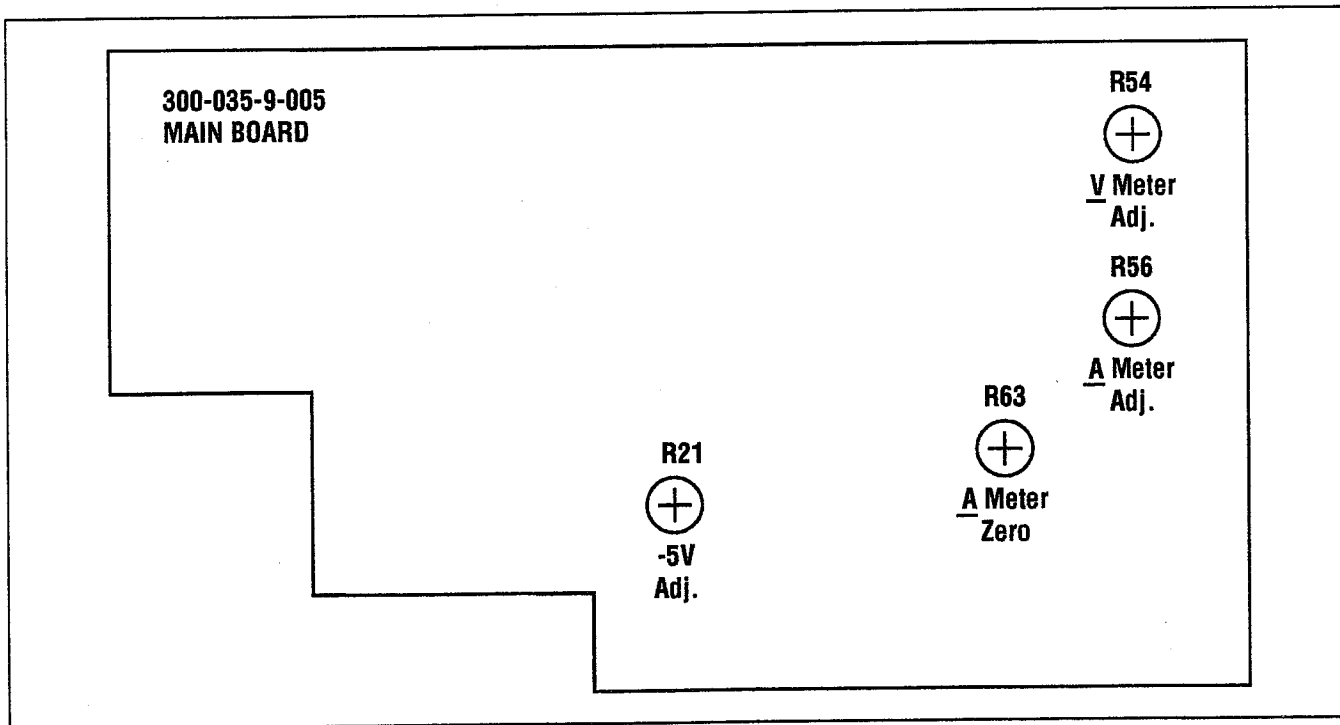 300-035-9-005
MAIN BOARD
R54
V Meter
Adj.
R56
A Meter
Adj.
R63
A Meter
Zero
R21
-5V
Adj.